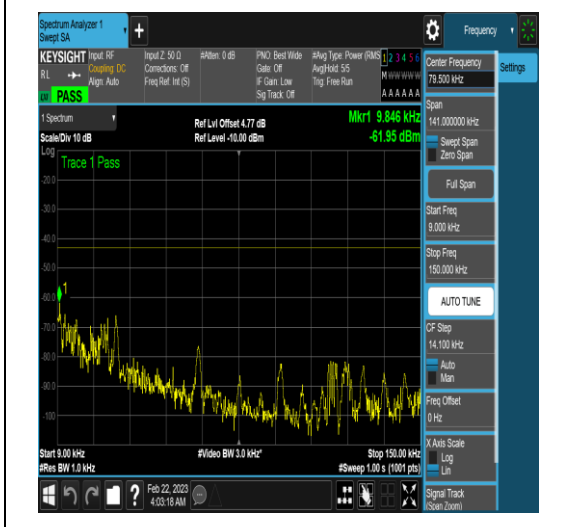 Spectrum Analyzer 1
Swept SA
+
Frequency
KEYSIGHT
RL
PASS
Input: RF
Coupling: DC
Align: Auto
Input Z: 50 Ω
Corrections: Off
Freq Ref: Int (S)
#Atten: 0 dB
PNO: Best Wide
Gate: Off
IF Gain: Low
Sig Track: Off
#Avg Type: Power (RMS
Avg|Hold: 5/5
Trig: Free Run
1 2 3 4 5 6
M W W W W W
A A A A A A
1 Spectrum
Scale/Div 10 dB
Log
Ref Lvl Offset 4.77 dB
Ref Level -10.00 dBm
Mkr1 9.846 kHz
-61.95 dBm
Trace 1 Pass
-20.0
-30.0
-40.0
-50.0
-60.0
-70.0
-80.0
-90.0
-100
1
Start 9.00 kHz
#Res BW 1.0 kHz
#Video BW 3.0 kHz*
Stop 150.00 kHz
#Sweep 1.00 s (1001 pts)
Feb 22, 2023
4:03:18 AM
?
Center Frequency
79.500 kHz
Settings
Span
141.000000 kHz
Swept Span
Zero Span
Full Span
Start Freq
9.000 kHz
Stop Freq
150.000 kHz
AUTO TUNE
CF Step
14.100 kHz
Auto
Man
Freq Offset
0 Hz
X Axis Scale
Log
Lin
Signal Track
(Span Zoom)